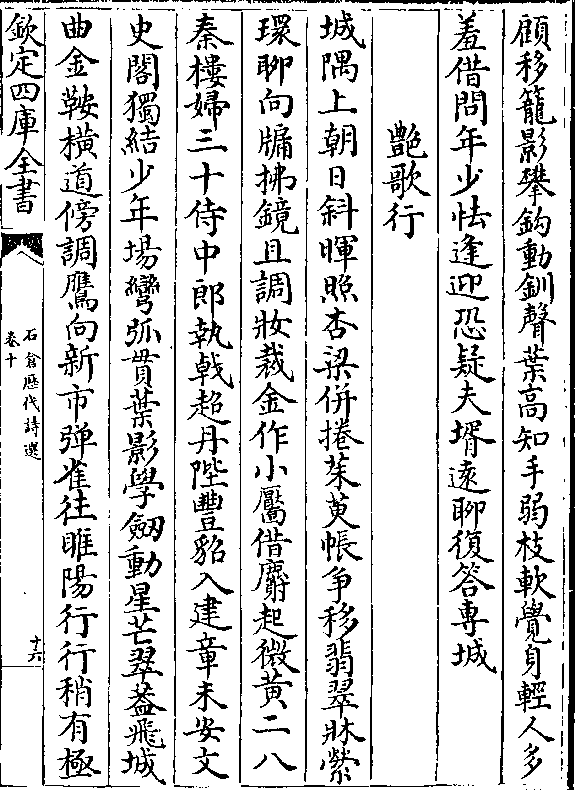 顧移籠影攀鈎動釧聲葉高知手弱枝軟覺身輕人多
羞借問年少怯逢迎恐疑夫壻遠聊復答専城
艶歌行
城隅上朝日斜暉照杏梁併捲茱萸帳争移翡翠牀縈
環聊向牖拂鏡且調妝裁金作小靨借麝起微黄二八
秦樓婦三十侍中郎執戟超丹陛豐貂入建章未安文
史閣獨結少年場彎弧貫葉影學劔動星芒翠葢飛城
曲金鞍横道傍調鷹向新市弹雀往睢陽行行稍有極
欽定四庫全書
石倉歴代詩選
卷十
十六